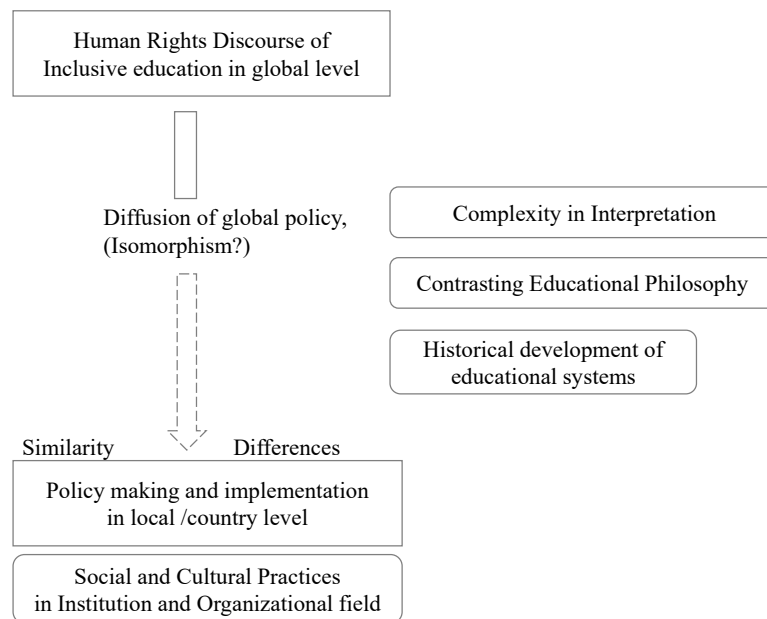 Human Rights Discourse of
Inclusive education in global level
Diffusion of global policy,
(Isomorphism?)
Complexity in Interpretation
Contrasting Educational Philosophy
Historical development of
educational systems
Similarity Differences
Policy making and implementation
in local /country level
Social and Cultural Practices
in Institution and Organizational field